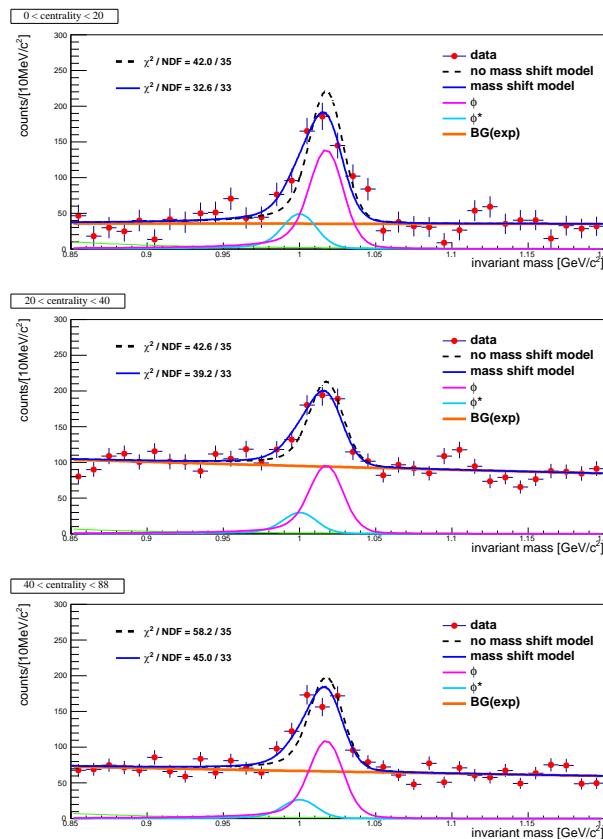 0 < centrality < 20
counts/[10MeV/c²]
300
250
200
150
100
50
0
χ² / NDF = 42.0 / 35
χ² / NDF = 32.6 / 33
data
no mass shift model
mass shift model
ϕ
ϕ*
BG(exp)
0.85 0.9 0.95 1 1.05 1.1 1.1
invariant mass [GeV/c²]
20 < centrality < 40
counts/[10MeV/c²]
300
250
200
150
100
50
0
χ² / NDF = 42.6 / 35
χ² / NDF = 39.2 / 33
data
no mass shift model
mass shift model
ϕ
ϕ*
BG(exp)
0.85 0.9 0.95 1 1.05 1.1 1.1
invariant mass [GeV/c²]
40 < centrality < 88
counts/[10MeV/c²]
300
250
200
150
100
50
0
χ² / NDF = 58.2 / 35
χ² / NDF = 45.0 / 33
data
no mass shift model
mass shift model
ϕ
ϕ*
BG(exp)
0.85 0.9 0.95 1 1.05 1.1 1.1
invariant mass [GeV/c²]